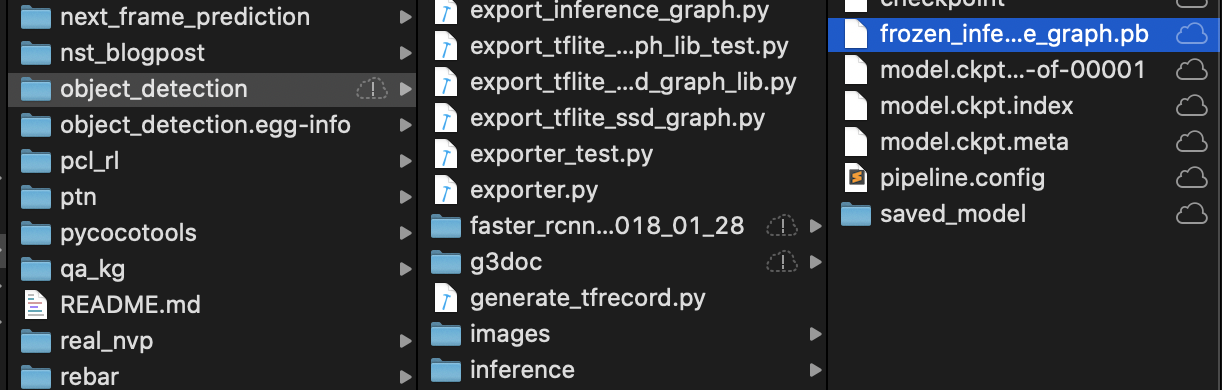 next_frame_prediction
nst_blogpost
object_detection
object_detection.egg-info
pcl_rl
ptn
pycocotools
qa_kg
README.md
real_nvp
rebar
export_inference_graph.py
export_tflite_...ph_lib_test.py
export_tflite_...d_graph_lib.py
export_tflite_ssd_graph.py
exporter_test.py
exporter.py
faster_rcnn...018_01_28
g3doc
generate_tfrecord.py
images
inference
checkpoint
frozen_infe...e_graph.pb
model.ckpt...-of-00001
model.ckpt.index
model.ckpt.meta
pipeline.config
saved_model